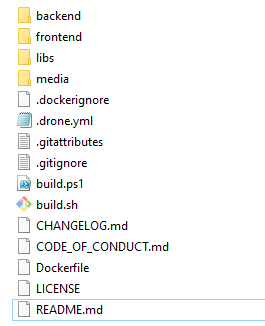 backend
frontend
libs
media
.dockerignore
.drone.yml
.gitattributes
.gitignore
build.ps1
build.sh
CHANGELOG.md
CODE_OF_CONDUCT.md
Dockerfile
LICENSE
README.md